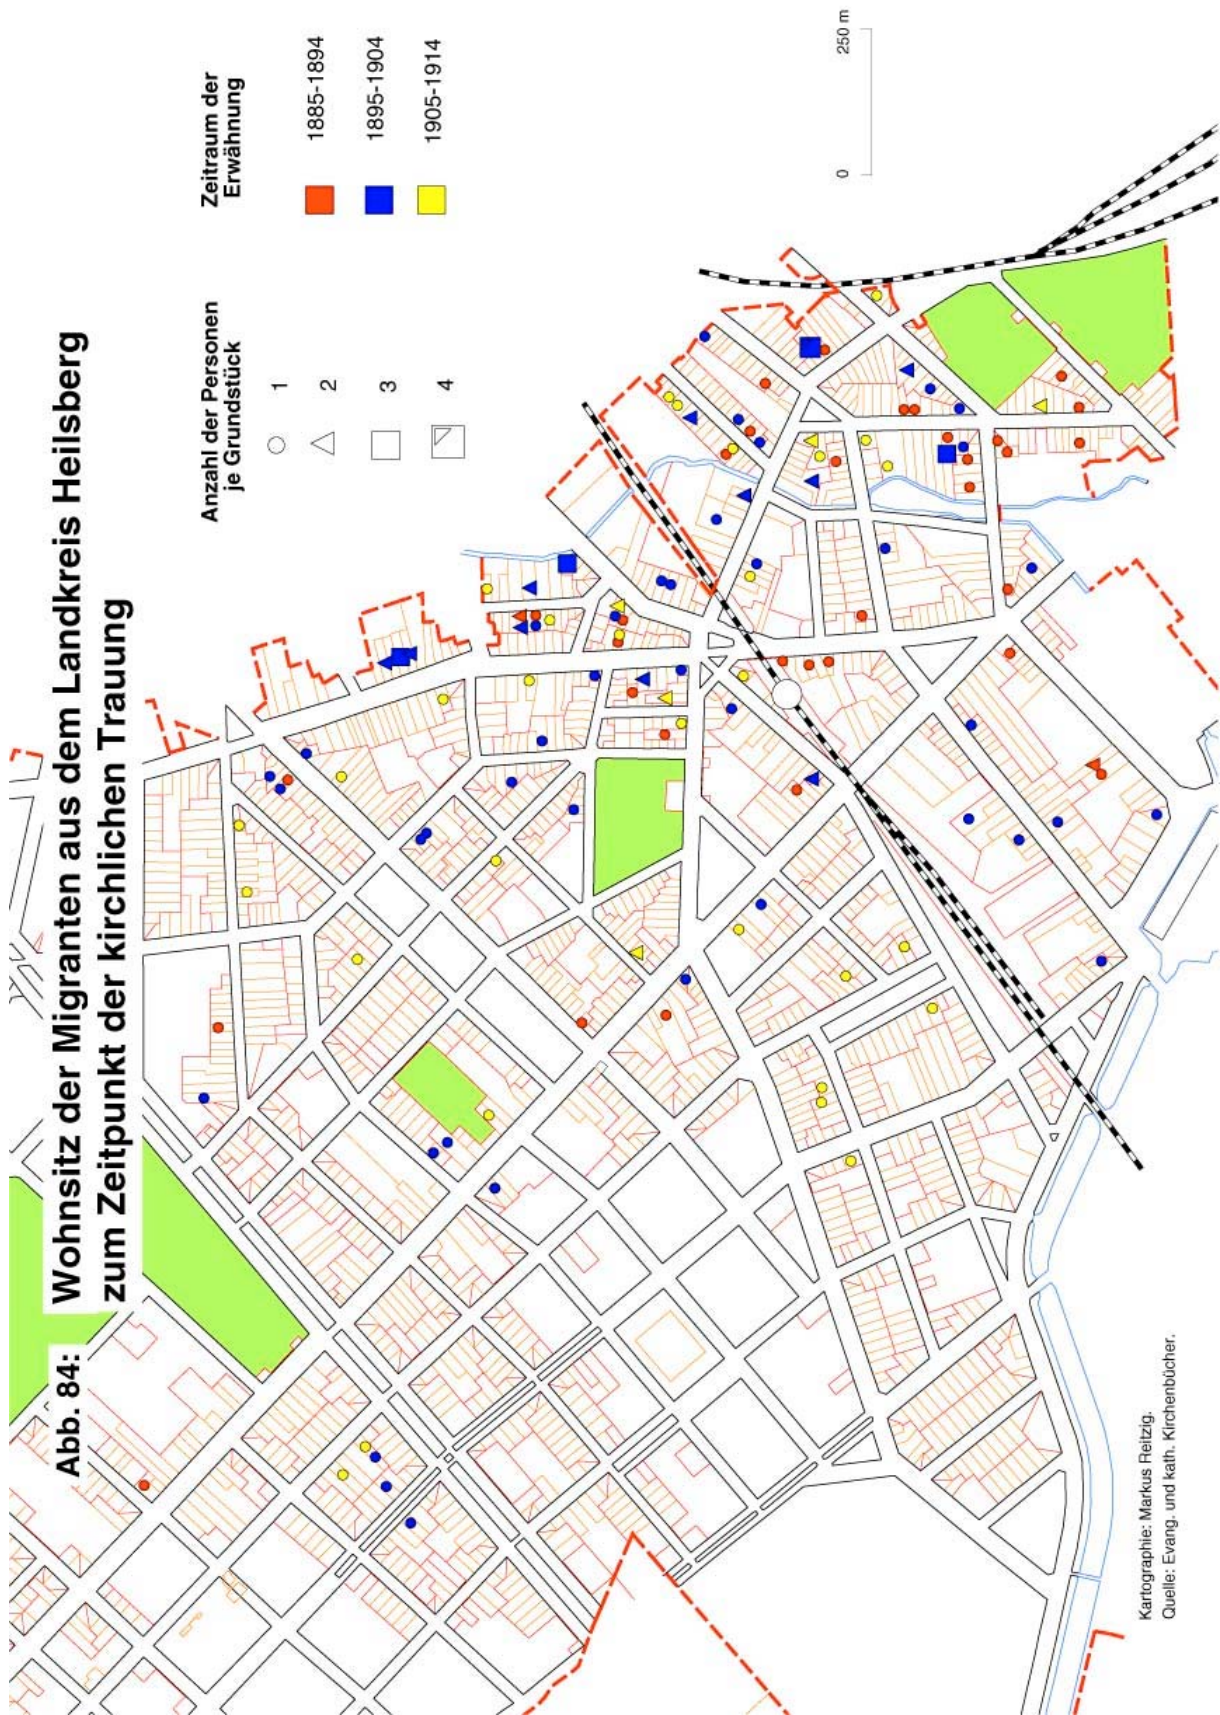 Abb. 84: Wohnsitz der Migranten aus dem Landkreis Heilsberg
zum Zeitpunkt der kirchlichen Trauung
Anzahl der Personen
je Grundstück
1
2
3
4
Zeitraum der
Erwähnung
1885-1894
1895-1904
1905-1914
0
250 m
Kartographie: Markus Reitzig.
Quelle: Evang. und kath. Kirchenbücher.